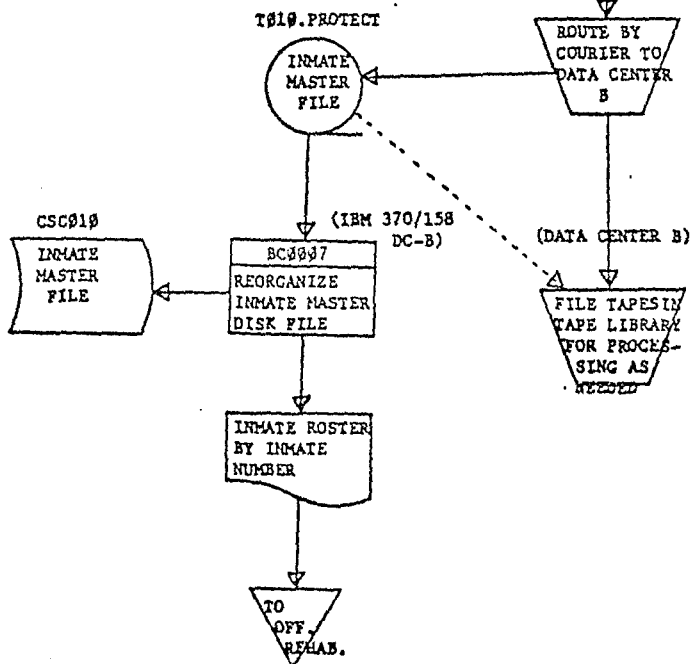 TØ1Ø.PROTECT
INMATE
MASTER
FILE
ROUTE BY
COURIER TO
DATA CENTER
B
CSCØ1Ø
INMATE
MASTER
FILE
(IBM 370/158
DC-B)
BCØØØ7
REORGANIZE
INMATE MASTER
DISK FILE
(DATA CENTER B)
FILE TAPES IN
TAPE LIBRARY
FOR PROCES-
SING AS
NEEDED
INMATE ROSTER
BY INMATE
NUMBER
TO
OFF.
REHAB.